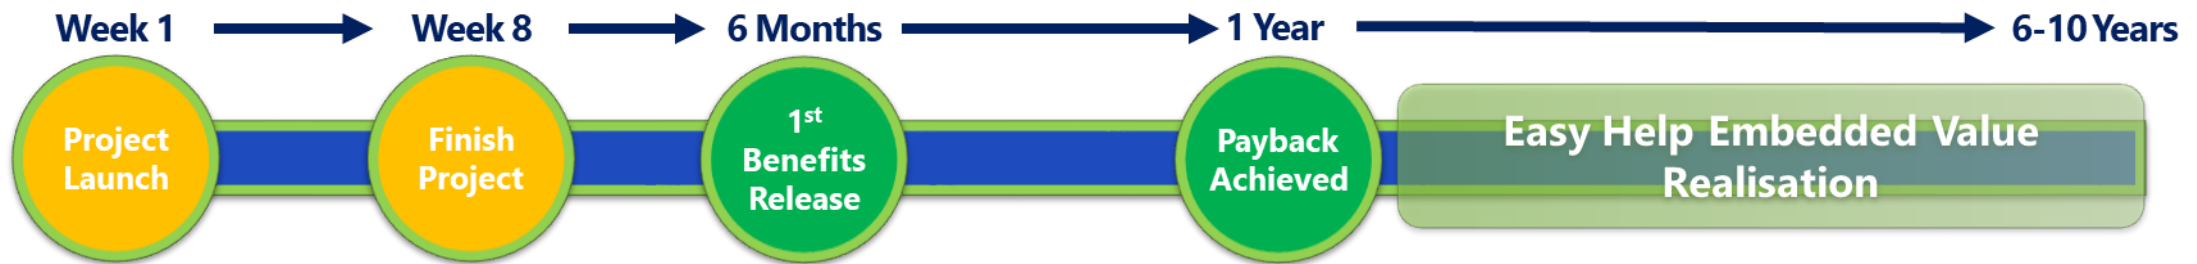 Week 1
Week 8
6 Months
1 Year
6-10 Years
Project
Launch
Finish
Project
1st
Benefits
Release
Payback
Achieved
Easy Help Embedded Value
Realisation